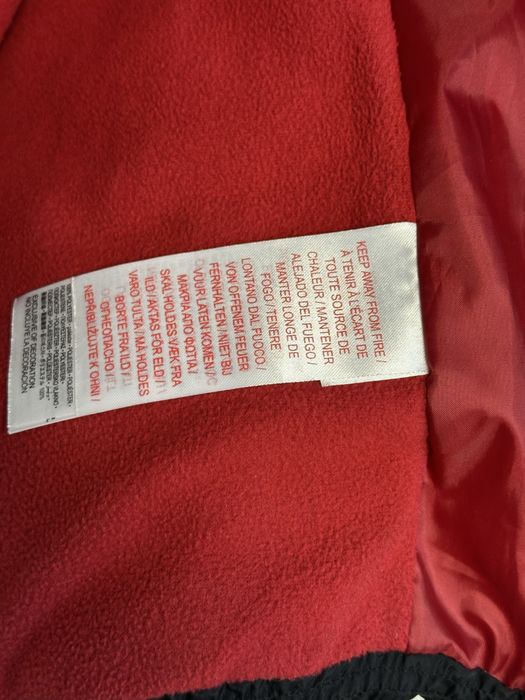 KEEP AWAY FROM FIRE /
À TENIR À L'ÉCART DE
TOUTE SOURCE DE
CHALEUR / MANTENER
ALEJADO DEL FUEGO /
MANTER LONGE DE
FOGO / TENERE
LONTANO DAL FUOCO /
VON OFFENEM FEUER
FERNHALTEN / NIET BIJ
VUUR LATEN KOMEN /
ΜΑΚΡΙΑ ΑΠΟ ΦΩΤΙΑ /
SKAL HOLDES VÆK FRA
ILD / AKTAS FÖR ELD /
VARO TULTA / MÅ HOLDES
BORTE FRA ILD /
ОГНЕОПАСНО /
NEPŘIBLIŽUJTE K OHNI /
EXCLUSIVE OF DECORATION
NO INCLUYE LA DECORACIÓN